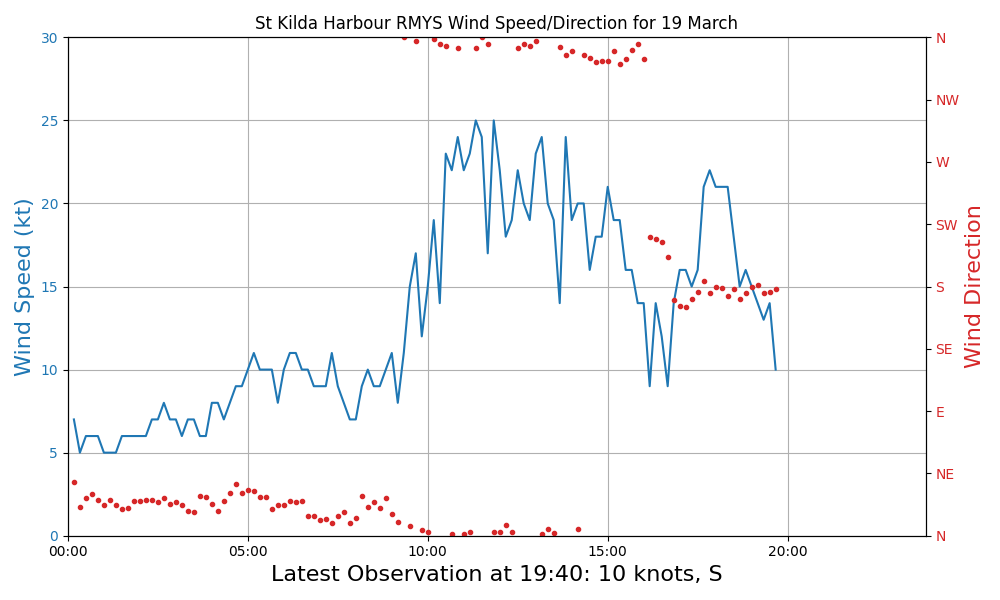 St Kilda Harbour RMYS Wind Speed/Direction for 19 March
30
25
20
15
10
5
0
Wind Speed (kt)
N
NW
W
SW
S
SE
E
NE
N
Wind Direction
00:00 05:00 10:00 15:00 20:00
Latest Observation at 19:40: 10 knots, S